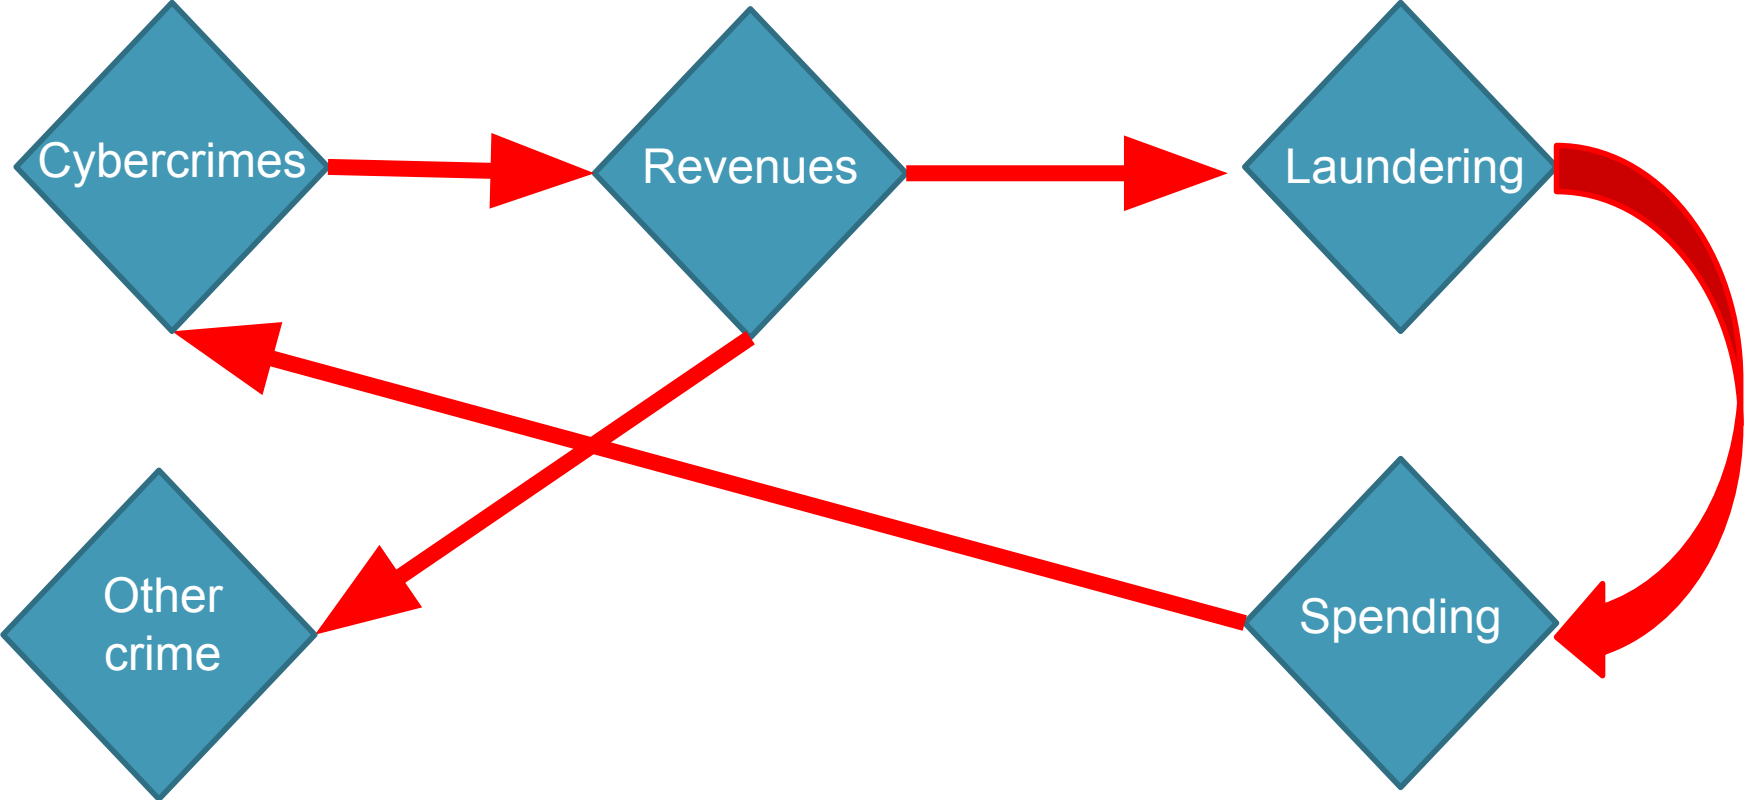 Cybercrimes
Revenues
Laundering
Other
crime
Spending